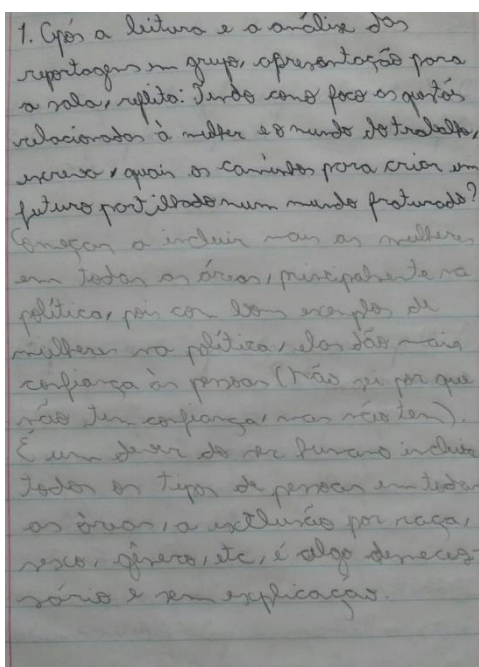 1. Após a leitura e a análise das
reportagens em grupo, apresentação para
a sala, reflita: Tendo como foco as questões
relacionadas à mulher e o mundo do trabalho,
escreva, quais os caminhos para criar um
futuro partilhado num mundo fraturado?
Começar a incluir mais as mulheres
em todas as áreas, principalmente na
política, pois com bons exemplos de
mulheres na política, elas dão mais
confiança às pessoas (Não sei por que
não tem confiança, mas não tem).
É um dever do ser humano incluir
todos os tipos de pessoas em todas
as áreas, a exclusão por raça,
sexo, gênero, etc, é algo desneces-
sário e sem explicação.